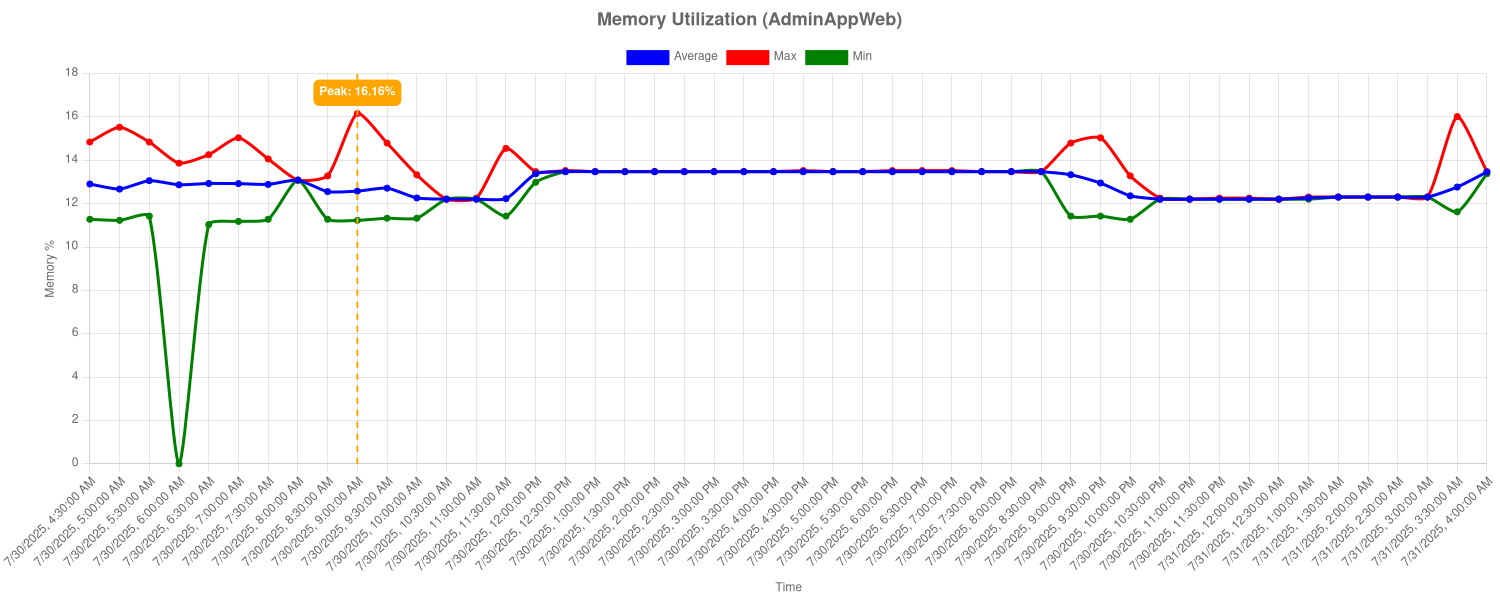 Memory Utilization (AdminAppWeb)
Average Max Min
Peak: 16.16%
18
16
14
12
10
8
6
4
2
0
Memory %
7/30/2025, 4:30:00 AM
7/30/2025, 5:00:00 AM
7/30/2025, 5:30:00 AM
7/30/2025, 6:00:00 AM
7/30/2025, 6:30:00 AM
7/30/2025, 7:00:00 AM
7/30/2025, 7:30:00 AM
7/30/2025, 8:00:00 AM
7/30/2025, 8:30:00 AM
7/30/2025, 9:00:00 AM
7/30/2025, 9:30:00 AM
7/30/2025, 10:00:00 AM
7/30/2025, 10:30:00 AM
7/30/2025, 11:00:00 AM
7/30/2025, 11:30:00 AM
7/30/2025, 12:00:00 PM
7/30/2025, 12:30:00 PM
7/30/2025, 1:00:00 PM
7/30/2025, 1:30:00 PM
7/30/2025, 2:00:00 PM
7/30/2025, 2:30:00 PM
7/30/2025, 3:00:00 PM
7/30/2025, 3:30:00 PM
7/30/2025, 4:00:00 PM
7/30/2025, 4:30:00 PM
7/30/2025, 5:00:00 PM
7/30/2025, 5:30:00 PM
7/30/2025, 6:00:00 PM
7/30/2025, 6:30:00 PM
7/30/2025, 7:00:00 PM
7/30/2025, 7:30:00 PM
7/30/2025, 8:00:00 PM
7/30/2025, 8:30:00 PM
7/30/2025, 9:00:00 PM
7/30/2025, 9:30:00 PM
7/30/2025, 10:00:00 PM
7/30/2025, 10:30:00 PM
7/30/2025, 11:00:00 PM
7/30/2025, 11:30:00 PM
7/31/2025, 12:00:00 AM
7/31/2025, 12:30:00 AM
7/31/2025, 1:00:00 AM
7/31/2025, 1:30:00 AM
7/31/2025, 2:00:00 AM
7/31/2025, 2:30:00 AM
7/31/2025, 3:00:00 AM
7/31/2025, 3:30:00 AM
7/31/2025, 4:00:00 AM
Time